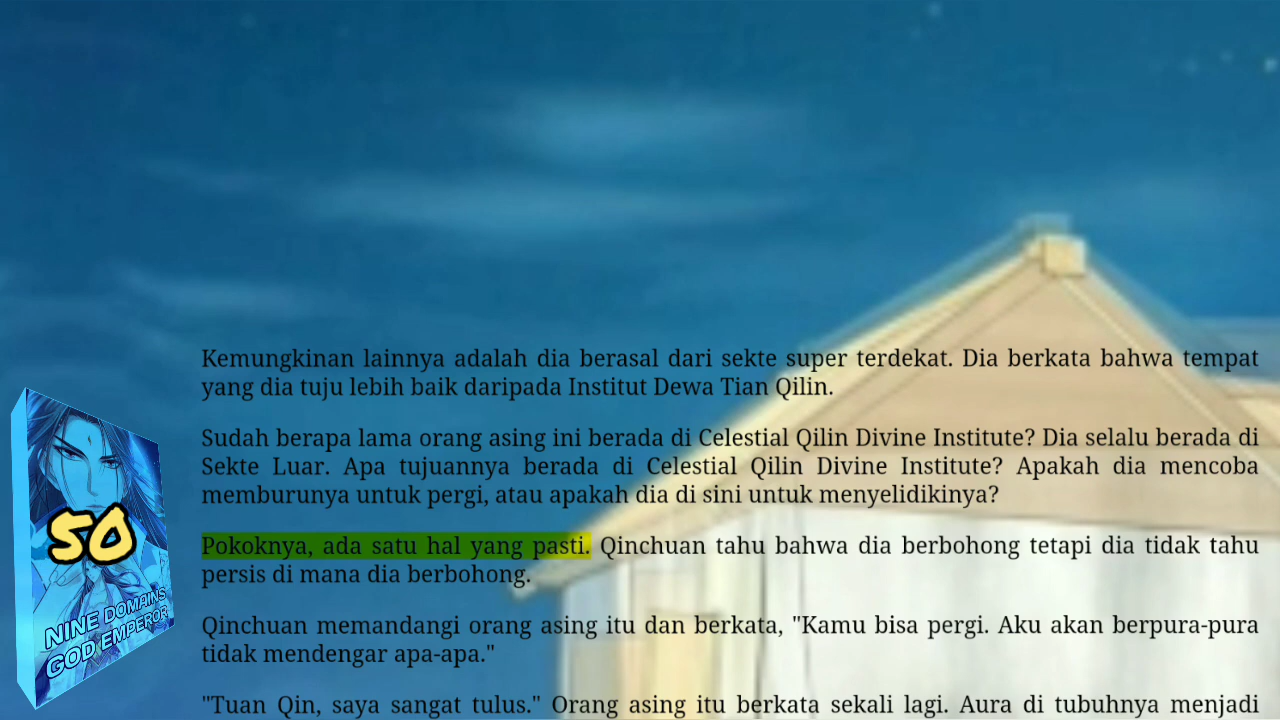 Kemungkinan lainnya adalah dia berasal dari sekte super terdekat. Dia berkata bahwa tempat
yang dia tuju lebih baik daripada Institut Dewa Tian Qilin.
Sudah berapa lama orang asing ini berada di Celestial Qilin Divine Institute? Dia selalu berada di
Sekte Luar. Apa tujuannya berada di Celestial Qilin Divine Institute? Apakah dia mencoba
memburunya untuk pergi, atau apakah dia di sini untuk menyelidikinya?
Pokoknya, ada satu hal yang pasti. Qinchuan tahu bahwa dia berbohong tetapi dia tidak tahu
persis di mana dia berbohong.
Qinchuan memandangi orang asing itu dan berkata, "Kamu bisa pergi. Aku akan berpura-pura
tidak mendengar apa-apa."
"Tuan Qin, saya sangat tulus." Orang asing itu berkata sekali lagi. Aura di tubuhnya menjadi
50
NINE DOMAINS
GOD EMPEROR